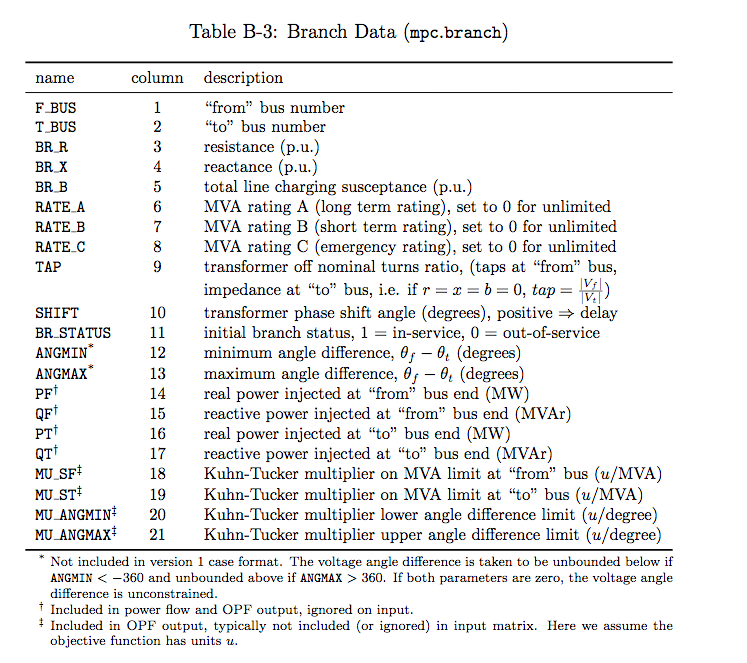 Table B-3: Branch Data (mpc.branch)
name column description
F_BUS 1 “from” bus number
T_BUS 2 “to” bus number
BR_R 3 resistance (p.u.)
BR_X 4 reactance (p.u.)
BR_B 5 total line charging susceptance (p.u.)
RATE_A 6 MVA rating A (long term rating), set to 0 for unlimited
RATE_B 7 MVA rating B (short term rating), set to 0 for unlimited
RATE_C 8 MVA rating C (emergency rating), set to 0 for unlimited
TAP 9 transformer off nominal turns ratio, (taps at “from” bus,
impedance at “to” bus, i.e. if r = x = b = 0, tap = |V_f|/|V_t|)
SHIFT 10 transformer phase shift angle (degrees), positive ⇒ delay
BR_STATUS 11 initial branch status, 1 = in-service, 0 = out-of-service
ANGMIN* 12 minimum angle difference, θ_f − θ_t (degrees)
ANGMAX* 13 maximum angle difference, θ_f − θ_t (degrees)
PF† 14 real power injected at “from” bus end (MW)
QF† 15 reactive power injected at “from” bus end (MVAr)
PT† 16 real power injected at “to” bus end (MW)
QT† 17 reactive power injected at “to” bus end (MVAr)
MU_SF‡ 18 Kuhn-Tucker multiplier on MVA limit at “from” bus (u/MVA)
MU_ST‡ 19 Kuhn-Tucker multiplier on MVA limit at “to” bus (u/MVA)
MU_ANGMIN‡ 20 Kuhn-Tucker multiplier lower angle difference limit (u/degree)
MU_ANGMAX‡ 21 Kuhn-Tucker multiplier upper angle difference limit (u/degree)
* Not included in version 1 case format. The voltage angle difference is taken to be unbounded below if
ANGMIN < −360 and unbounded above if ANGMAX > 360. If both parameters are zero, the voltage angle
difference is unconstrained.
† Included in power flow and OPF output, ignored on input.
‡ Included in OPF output, typically not included (or ignored) in input matrix. Here we assume the
objective function has units u.